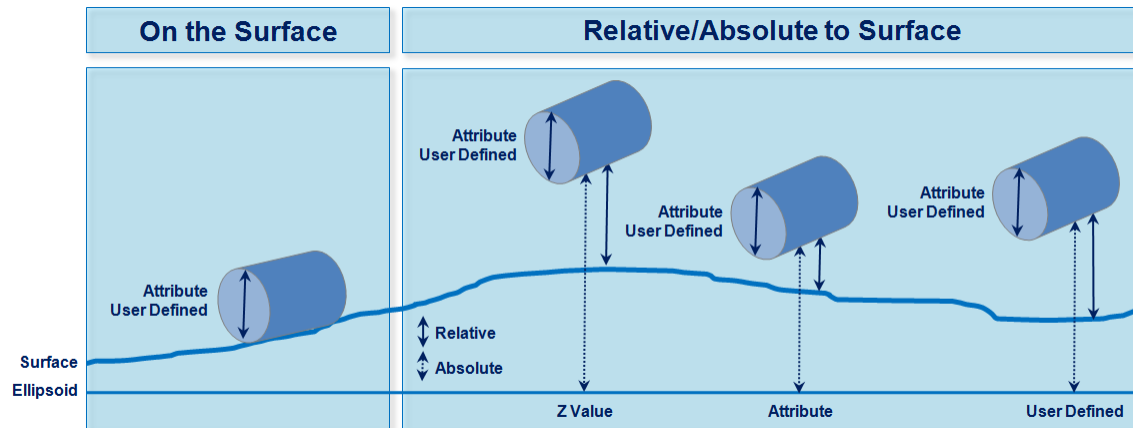 On the Surface
Relative/Absolute to Surface
Attribute
User Defined
Attribute
User Defined
Attribute
User Defined
Attribute
User Defined
Relative
Absolute
Surface
Ellipsoid
Z Value
Attribute
User Defined